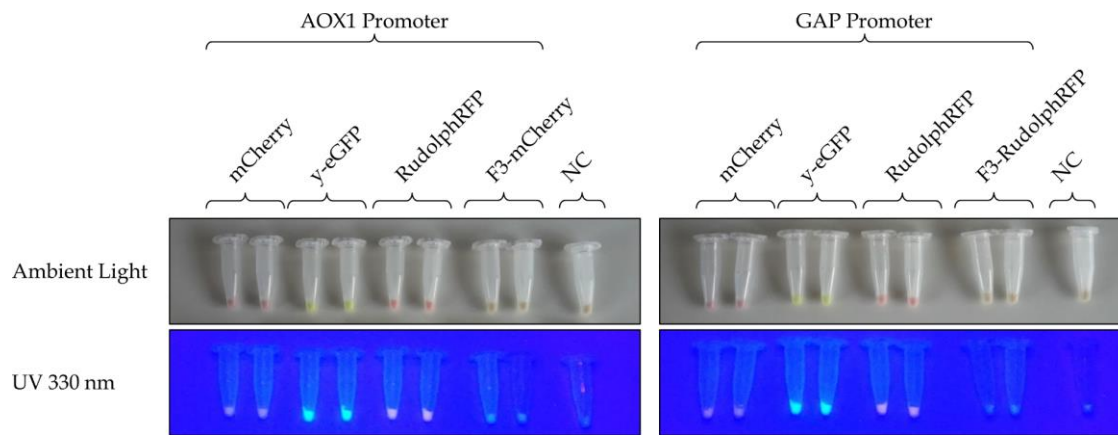 AOX1 Promoter
GAP Promoter
mCherry
y-eGFP
RudolphRFP
F3-mCherry
NC
mCherry
y-eGFP
RudolphRFP
F3-RudolphRFP
NC
Ambient Light
UV 330 nm